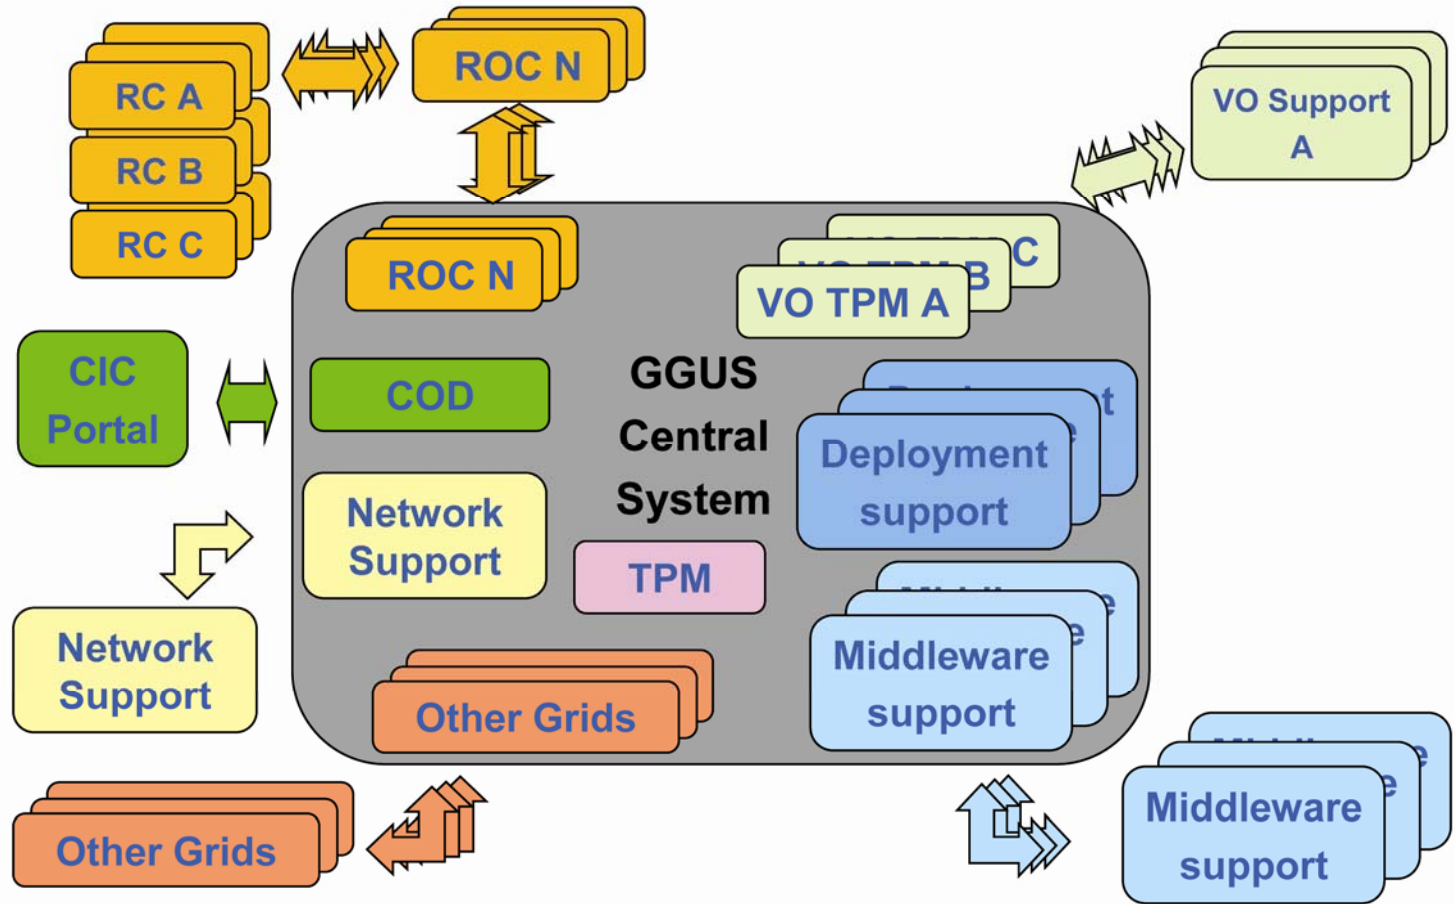 RC A
RC B
RC C
ROC N
VO Support
A
ROC N
C
B
VO TPM A
CIC
Portal
COD
GGUS
Central
System
Deployment
support
Network
Support
TPM
Network
Support
Middleware
support
Other Grids
Other Grids
Middleware
support